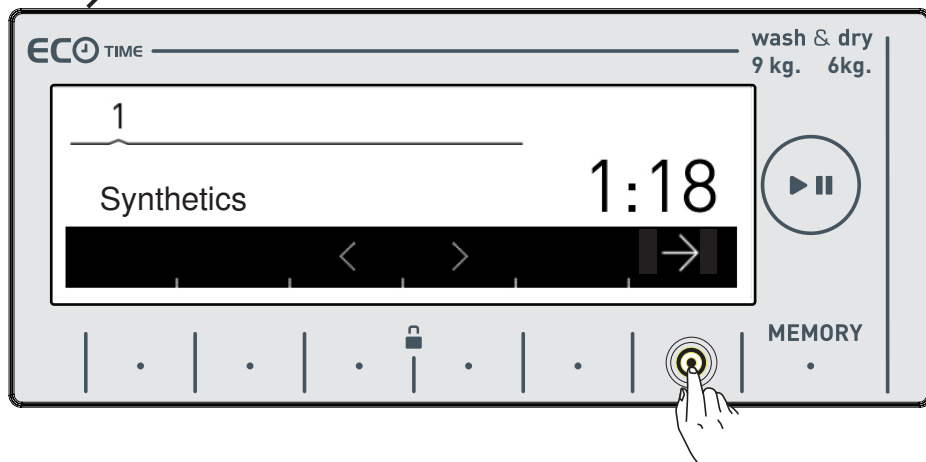 ECO TIME
wash & dry
9 kg. 6kg.
1
Synthetics
1:18
MEMORY